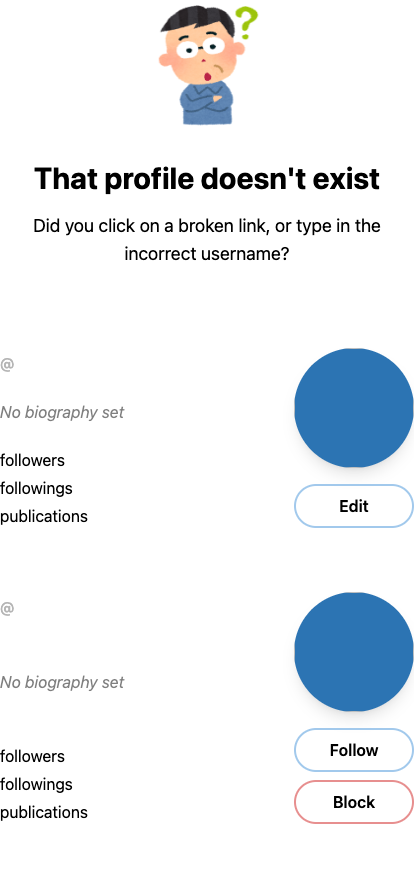 That profile doesn't exist
Did you click on a broken link, or type in the
incorrect username?
@
No biography set
followers
followings
publications
Edit
@
No biography set
followers
followings
publications
Follow
Block